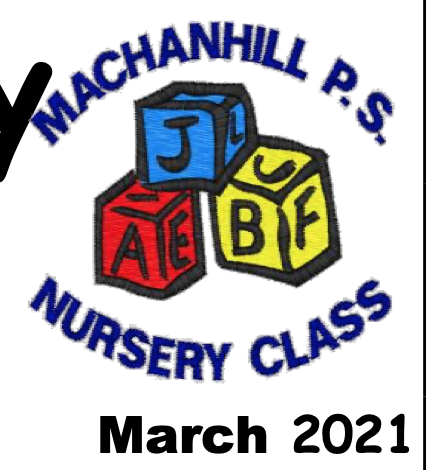 y
MACHANHILL P.S.
J L
A E B F
NURSERY CLASS
March 2021